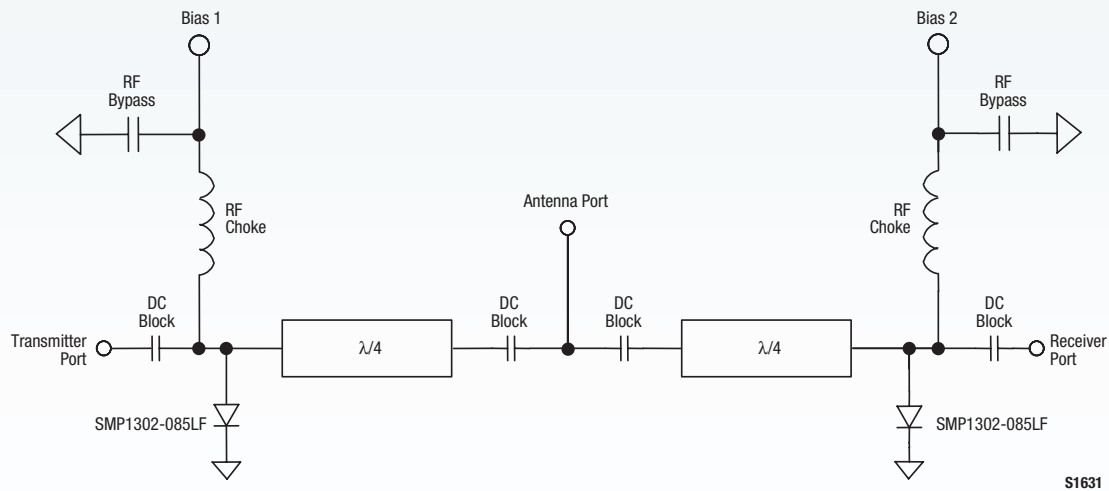 Bias 1
Bias 2
RF
Bypass
RF
Bypass
Antenna Port
RF
Choke
RF
Choke
DC
Block
DC
Block
DC
Block
DC
Block
Transmitter
Port
λ/4
λ/4
Receiver
Port
SMP1302-085LF
SMP1302-085LF
S1631